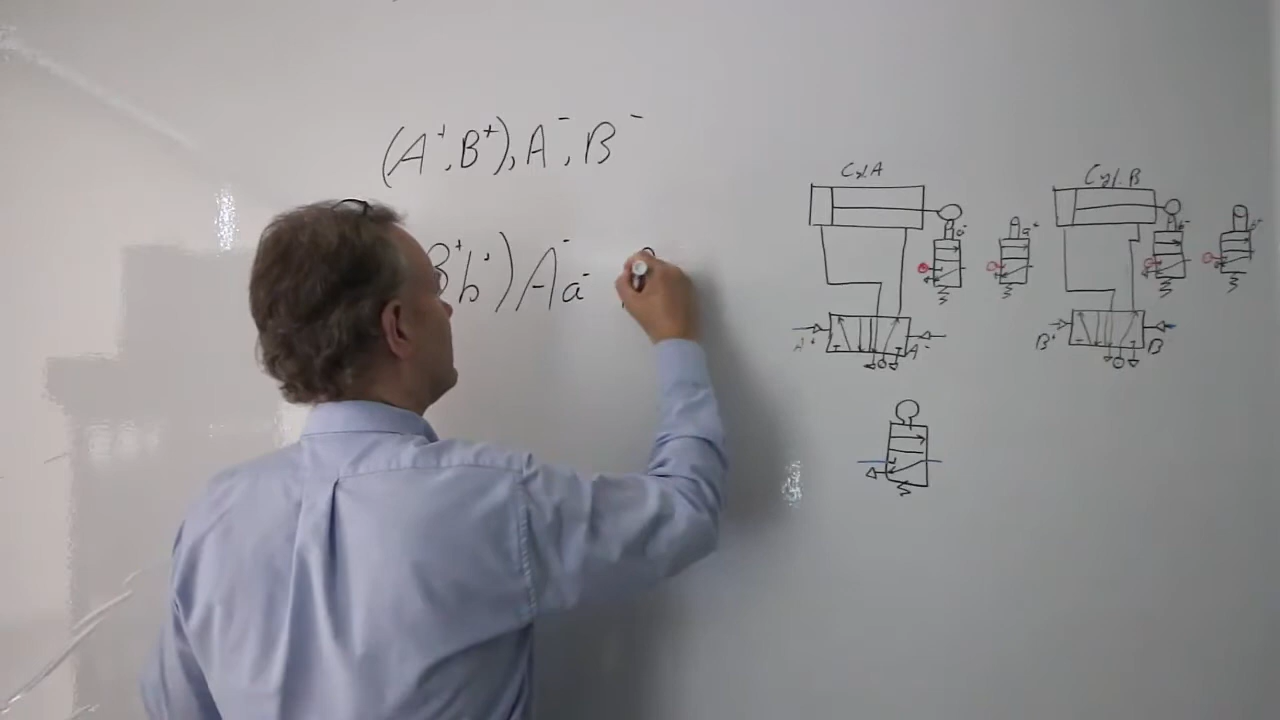 (A⁺, B⁺), A⁻, B⁻
B⁺b⁺) A⁻a⁻
Cyl. A
Cyl. B
a⁻
a⁺
b⁻
b⁺
A⁺
A⁻
B⁺
B⁻